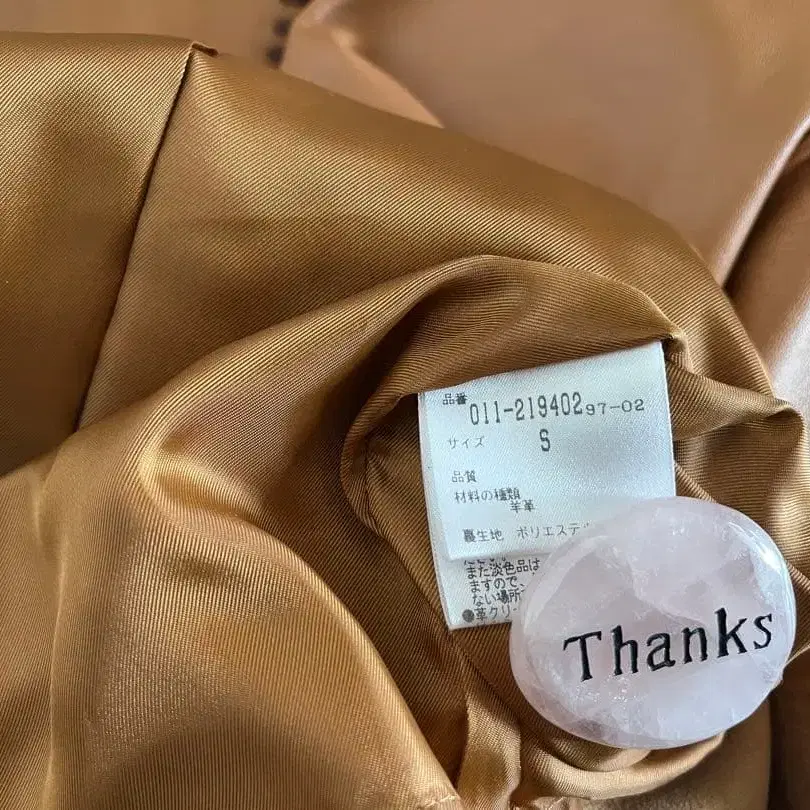 品番 011-219402 97-02
サイズ S
品質
材料の種類
羊革
裏生地 ポリエステ
また淡色品は
ますので、
ない場所
●革クリ
Thanks